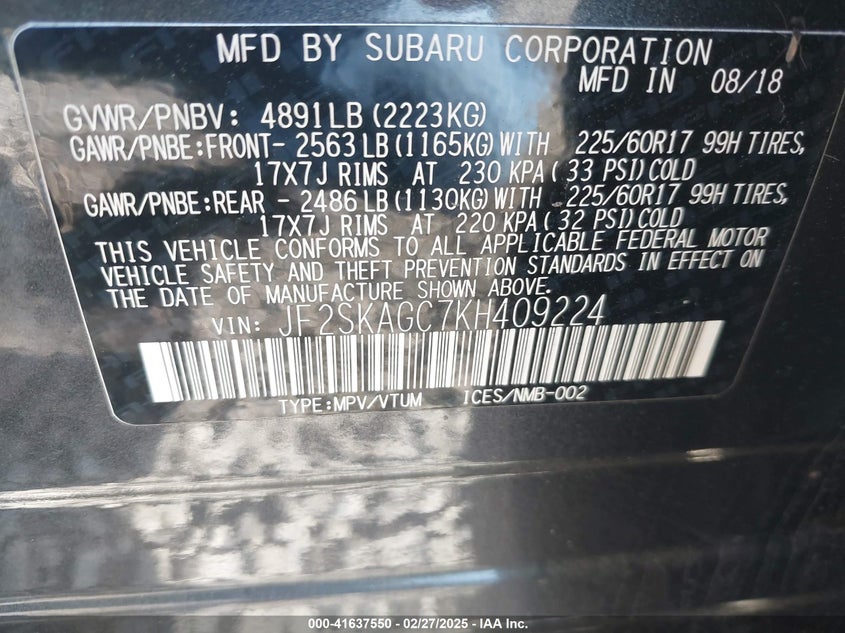 MFD BY SUBARU CORPORATION
MFD IN 08/18
GVWR/PNBV: 4891LB (2223KG)
GAWR/PNBE:FRONT- 2563LB (1165KG) WITH 225/60R17 99H TIRES,
17X7J RIMS AT 230 KPA( 33 PSI)COLD
GAWR/PNBE:REAR - 2486LB (1130KG) WITH 225/60R17 99H TIRES,
17X7J RIMS AT 220 KPA( 32 PSI)COLD
THIS VEHICLE CONFORMS TO ALL APPLICABLE FEDERAL MOTOR
VEHICLE SAFETY AND THEFT PREVENTION STANDARDS IN EFFECT ON
THE DATE OF MANUFACTURE SHOWN ABOVE.
VIN: JF2SKAGC7KH409224
TYPE:MPV/VTUM ICES/NMB-002
000-41637550 - 02/27/2025 - IAA Inc.